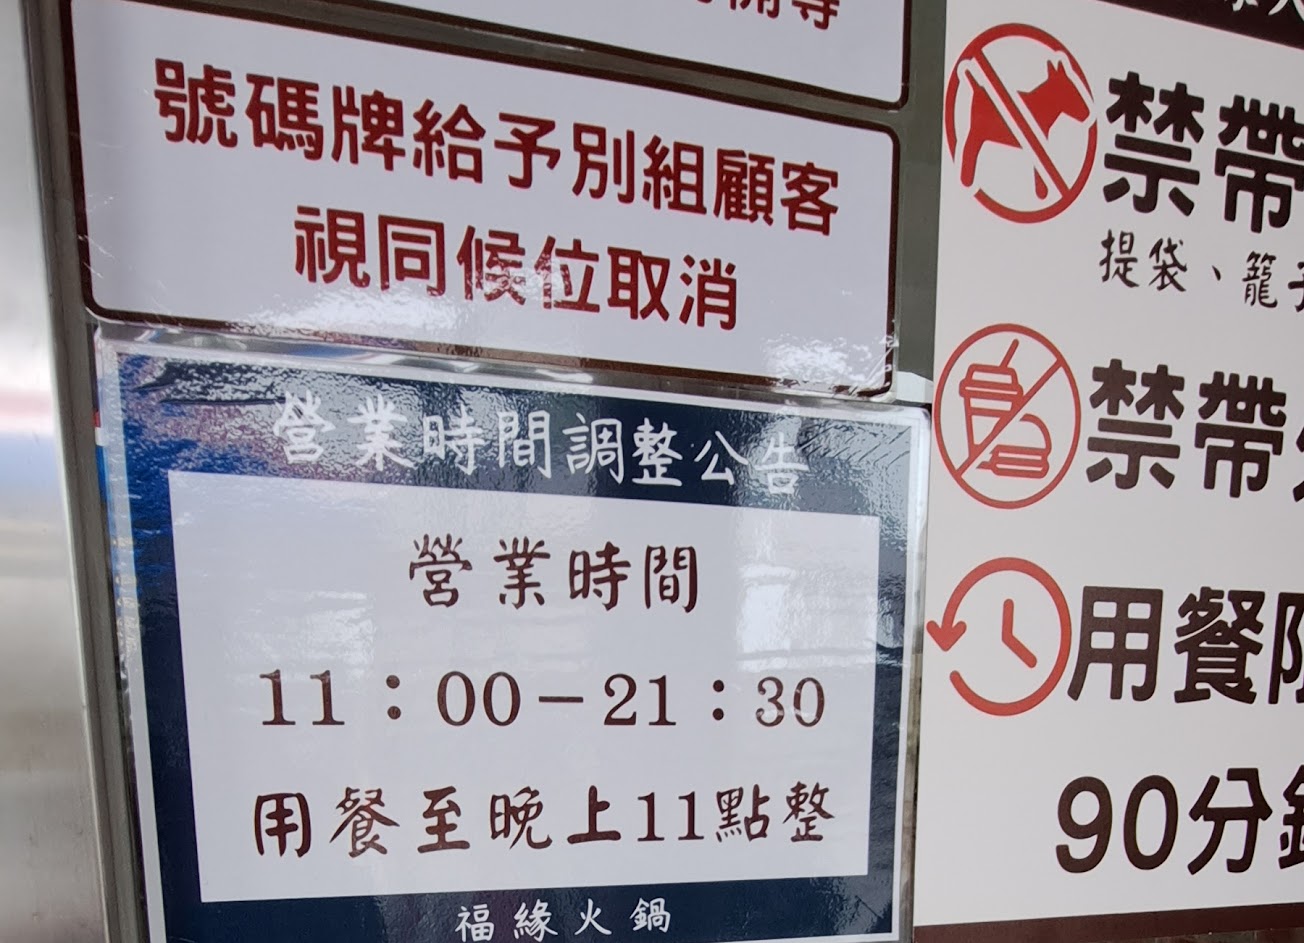 號碼牌給予別組顧客
視同候位取消
營業時間調整公告
營業時間
11:00-21:30
用餐至晚上11點整
福緣火鍋
禁帶
提袋、籠
禁帶
用餐
90分